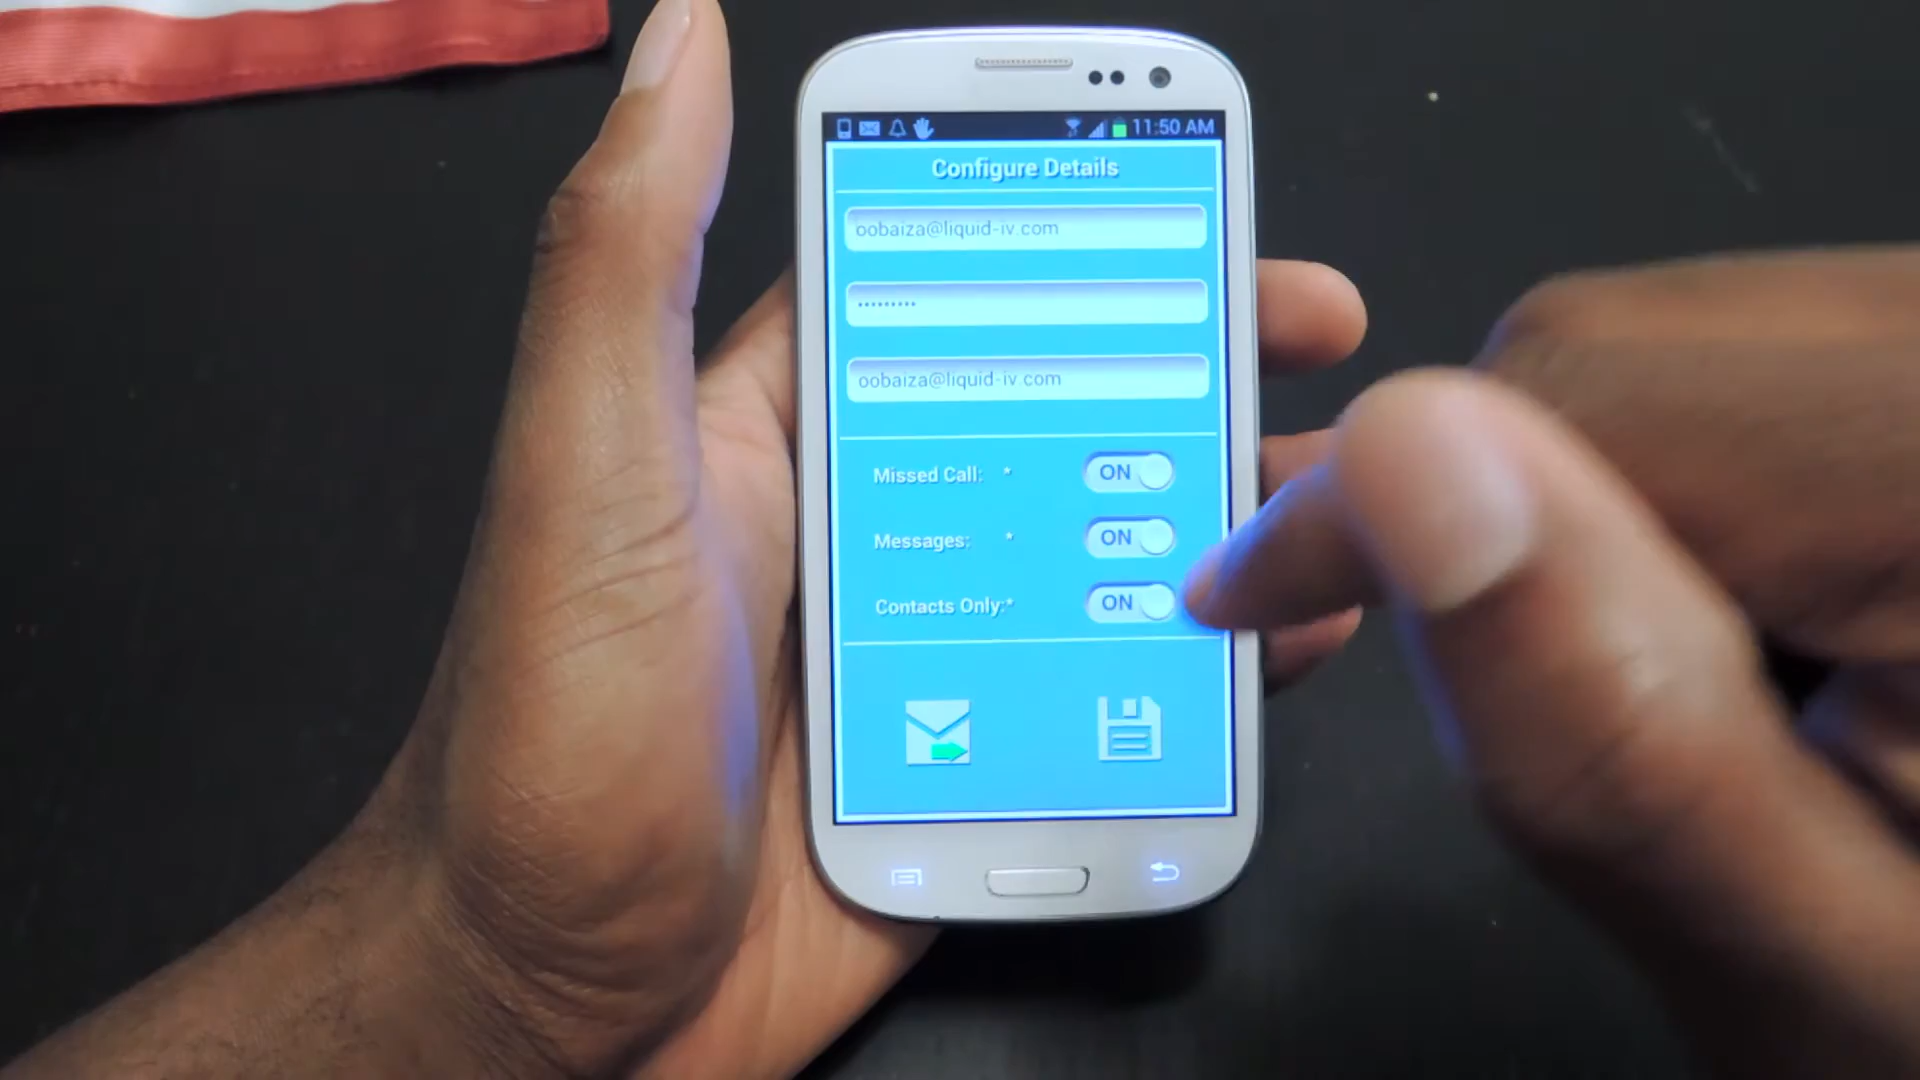 11:50 AM
Configure Details
oobaiza@liquid-iv.com
•••••••••
oobaiza@liquid-iv.com
Missed Call: * ON
Messages: * ON
Contacts Only:* ON